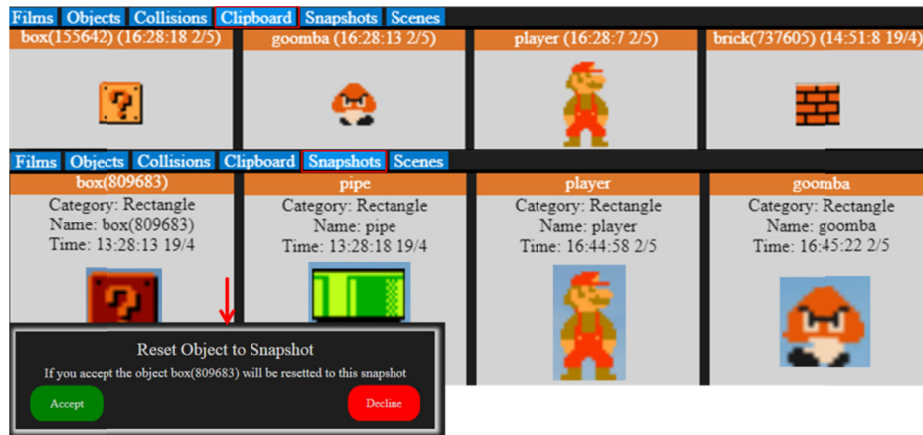 Films Objects Collisions Clipboard Snapshots Scenes
box(155642) (16:28:18 2/5) goomba (16:28:13 2/5) player (16:28:7 2/5) brick(737605) (14:51:8 19/4)
?
Films Objects Collisions Clipboard Snapshots Scenes
box(809683) pipe player goomba
Category: Rectangle Category: Rectangle Category: Rectangle Category: Rectangle
Name: box(809683) Name: pipe Name: player Name: goomba
Time: 13:28:13 19/4 Time: 13:28:18 19/4 Time: 16:44:58 2/5 Time: 16:45:22 2/5
?
Reset Object to Snapshot
If you accept the object box(809683) will be resetted to this snapshot
Accept Decline